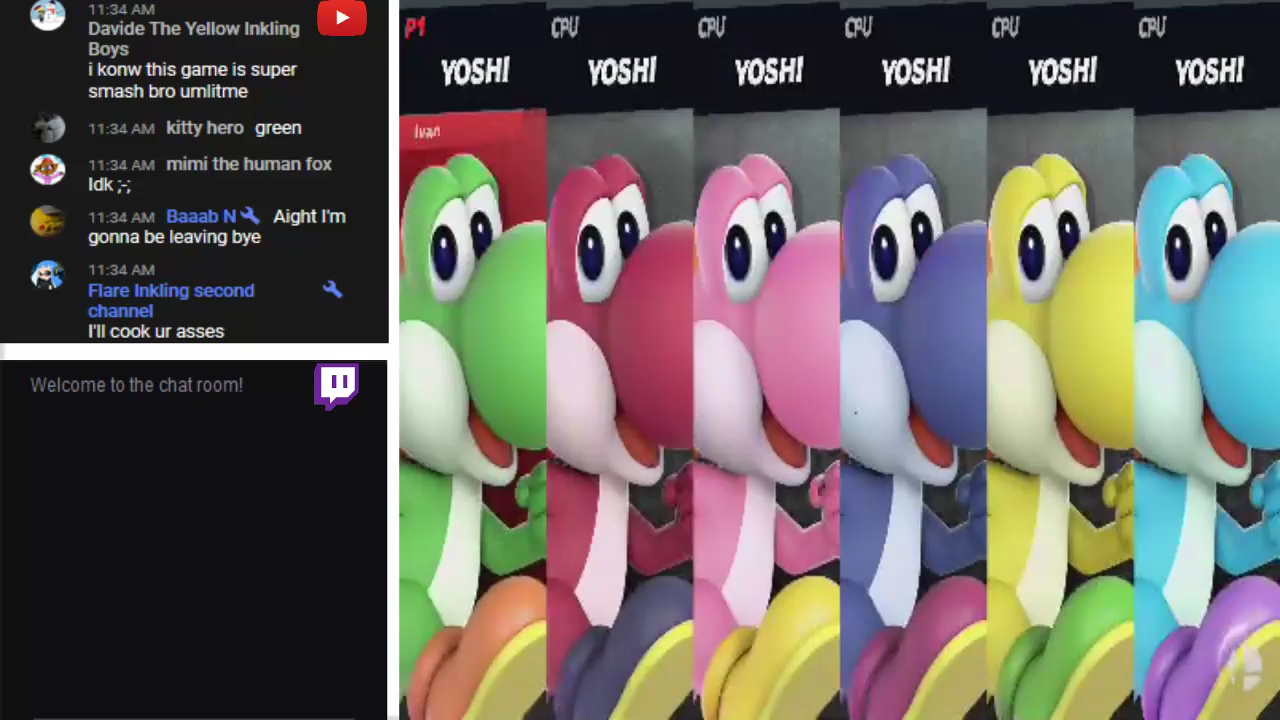 11:34 AM
Davide The Yellow Inkling
Boys
i konw this game is super
smash bro umlitme
11:34 AM kitty hero green
11:34 AM mimi the human fox
Idk ;-;
11:34 AM Baaab N Aight I'm
gonna be leaving bye
11:34 AM
Flare Inkling second
channel
I'll cook ur asses
Welcome to the chat room!
P1 CPU CPU CPU CPU CPU
YOSHI YOSHI YOSHI YOSHI YOSHI YOSHI
Ivan